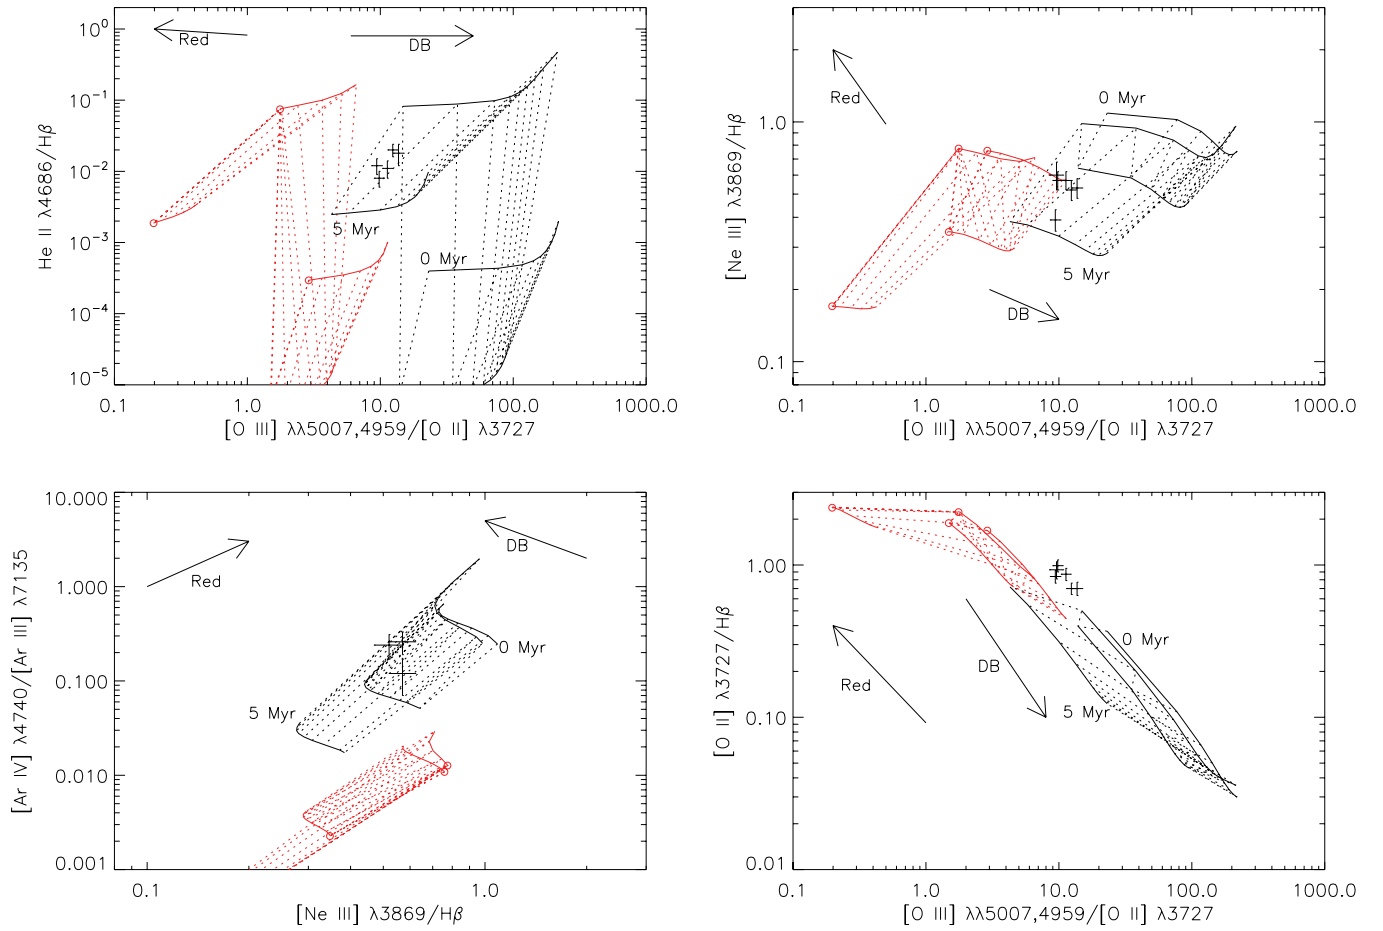 10⁰
10⁻¹
10⁻²
10⁻³
10⁻⁴
10⁻⁵
He II λ4686/Hβ
Red
DB
5 Myr
0 Myr
0.1 1.0 10.0 100.0 1000.0
[O III] λλ5007,4959/[O II] λ3727
1.0
0.1
[Ne III] λ3869/Hβ
Red
0 Myr
5 Myr
DB
0.1 1.0 10.0 100.0 1000.0
[O III] λλ5007,4959/[O II] λ3727
10.000
1.000
0.100
0.010
0.001
[Ar IV] λ4740/[Ar III] λ7135
Red
DB
0 Myr
5 Myr
0.1 1.0
[Ne III] λ3869/Hβ
1.00
0.10
0.01
[O II] λ3727/Hβ
0 Myr
DB
Red
5 Myr
0.1 1.0 10.0 100.0 1000.0
[O III] λλ5007,4959/[O II] λ3727